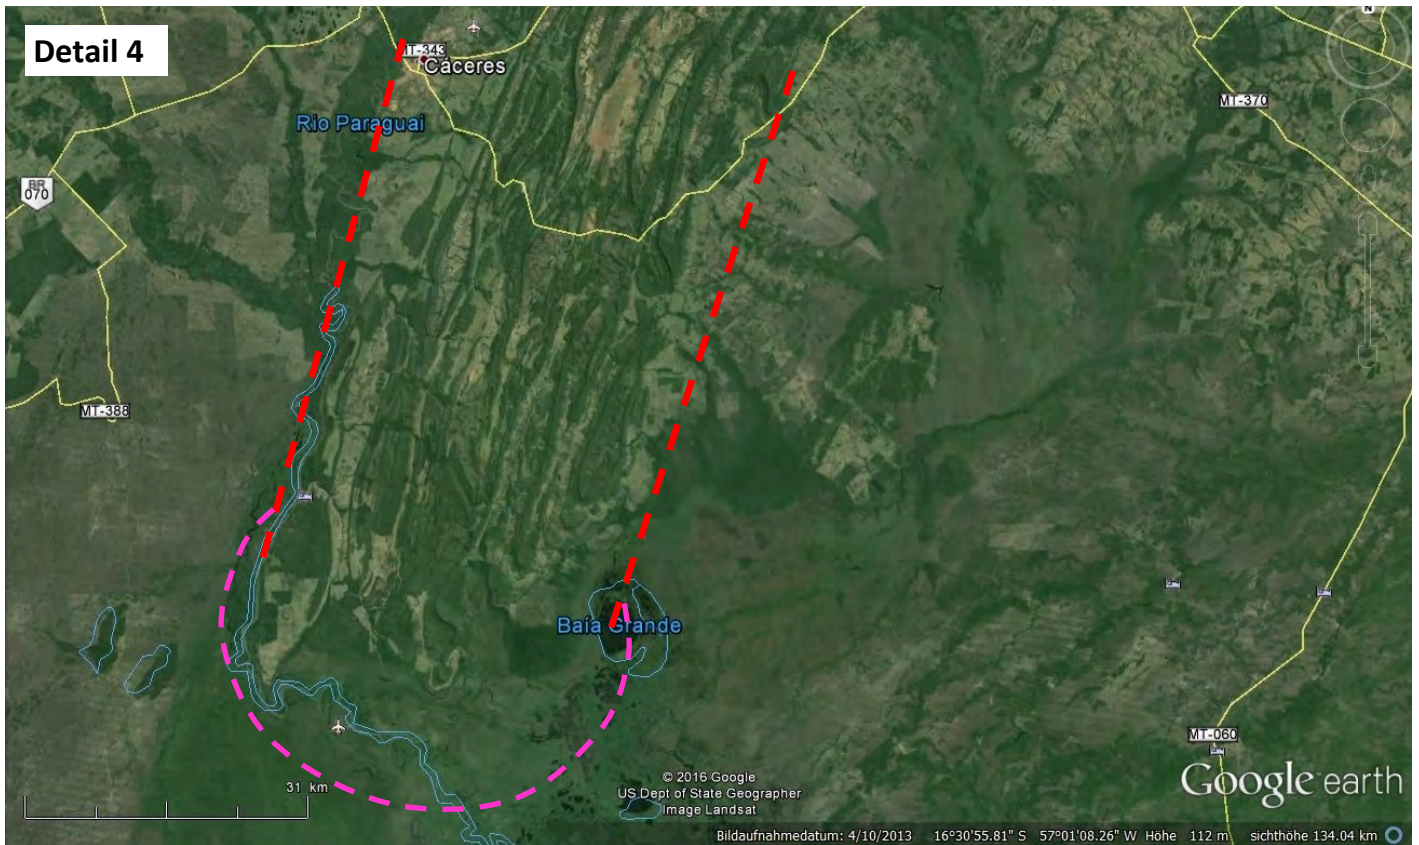 Detail 4
N
MT-343
Cáceres
Rio Paraguai
MT-370
BR
070
MT-388
Baía Grande
MT-060
31 km
© 2016 Google
US Dept of State Geographer
Image Landsat
Google earth
Bildaufnahmedatum: 4/10/2013 16°30'55.81" S 57°01'08.26" W Höhe 112 m sichthöhe 134.04 km